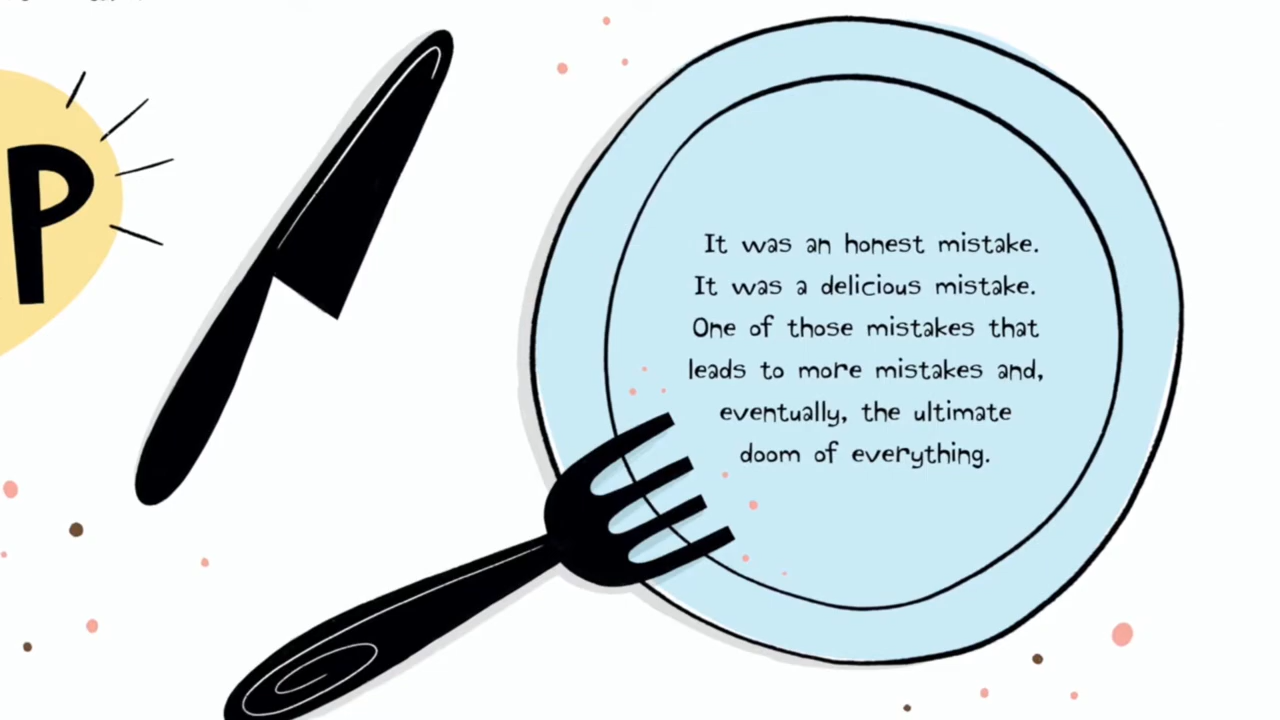 P
It was an honest mistake.
It was a delicious mistake.
One of those mistakes that
leads to more mistakes and,
eventually, the ultimate
doom of everything.